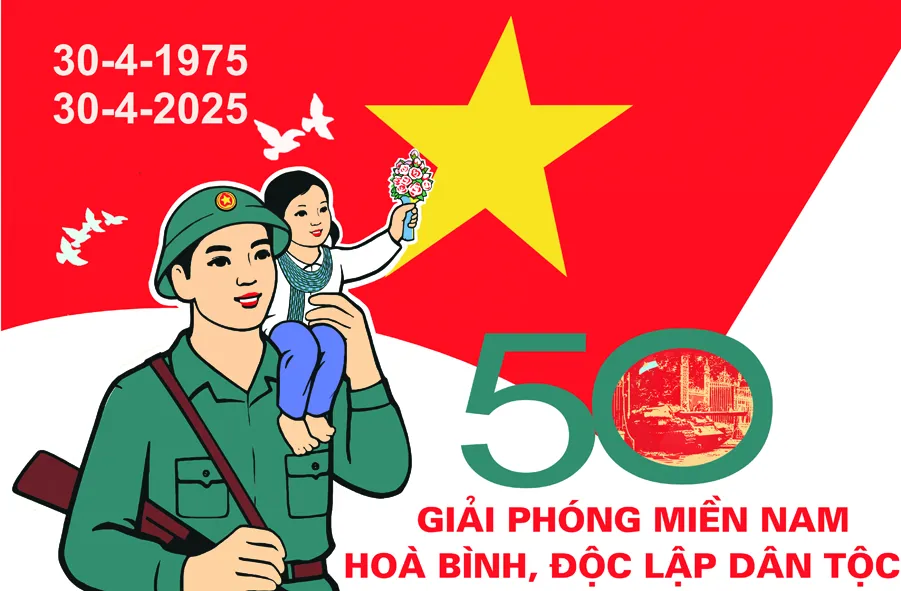 30-4-1975
30-4-2025
50
GIẢI PHÓNG MIỀN NAM
HOÀ BÌNH, ĐỘC LẬP DÂN TỘC